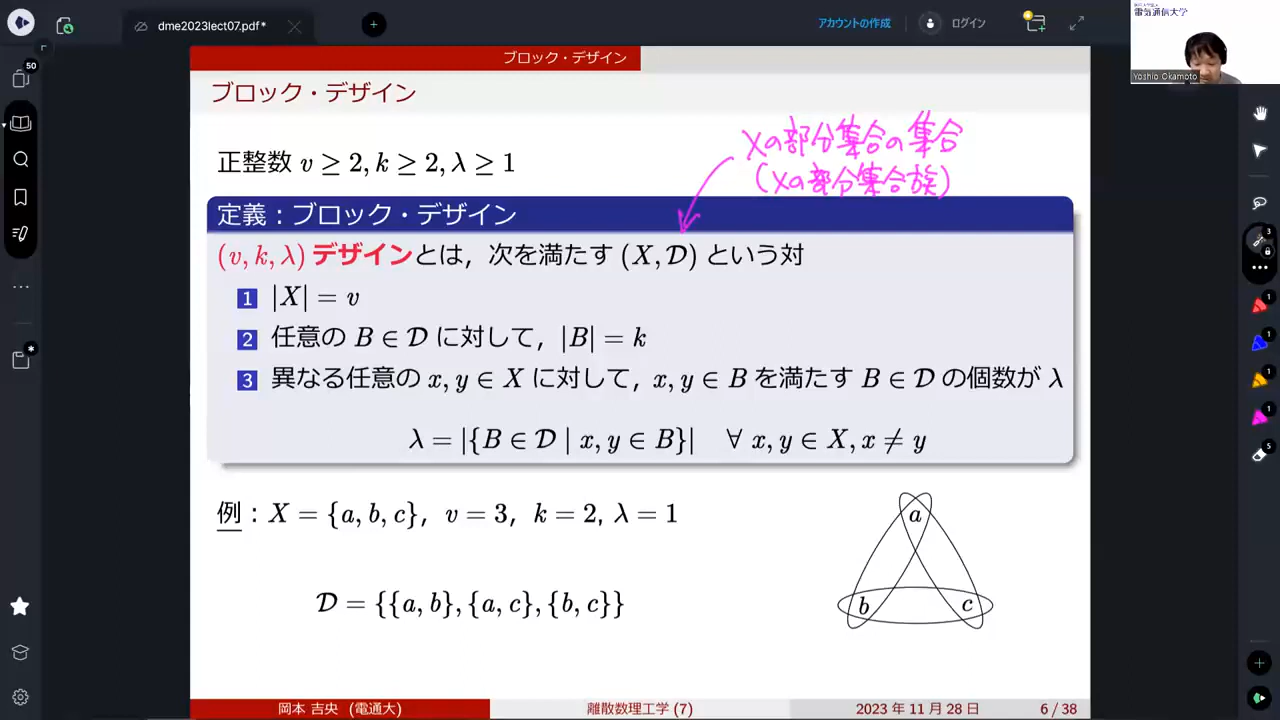 dme2023lect07.pdf*
アカウントの作成
ログイン
電気通信大学
Yoshio Okamoto
50
ブロック・デザイン
ブロック・デザイン
正整数 v ≥ 2, k ≥ 2, λ ≥ 1
Xの部分集合の集合
(Xの部分集合族)
定義：ブロック・デザイン
(v, k, λ) デザインとは，次を満たす (X, 𝒟) という対
1 |X| = v
2 任意の B ∈ 𝒟 に対して，|B| = k
3 異なる任意の x, y ∈ X に対して，x, y ∈ B を満たす B ∈ 𝒟 の個数が λ
λ = |{B ∈ 𝒟 | x, y ∈ B}| ∀ x, y ∈ X, x ≠ y
例：X = {a, b, c}，v = 3，k = 2, λ = 1
𝒟 = {{a, b}, {a, c}, {b, c}}
a
b
c
岡本 吉央 (電通大)
離散数理工学 (7)
2023 年 11 月 28 日
6 / 38
3
1
1
1
1
5